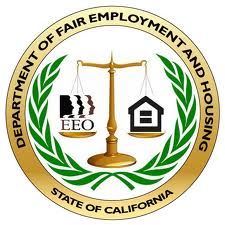 DEPARTMENT OF FAIR EMPLOYMENT AND HOUSING
EEO
STATE OF CALIFORNIA